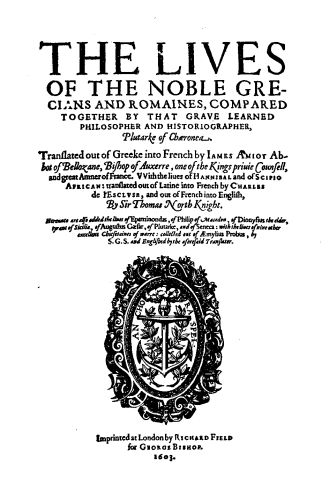 THE LIVES
OF THE NOBLE GRE-
CIANS AND ROMAINES, COMPARED
TOGETHER BY THAT GRAVE LEARNED
PHILOSOPHER AND HISTORIOGRAPHER,
Plutarke of Chæronea.
Tranſlated out of Greeke into French by IAMES AMIOT Ab-
bot of Bellozane, Biſhop of Auxerre, one of the Kings priuie Counſell,
and great Amner of France. VVith the liues of HANNIBAL and of SCIPIO
AFRICAN: tranſlated out of Latine into French by CHARLES
de l'ESCLVSE, and out of French into Engliſh,
By Sir Thomas North Knight.
Hereunto are alſo added the liues of Epaminondas, of Philip of Macedon, of Dionyſius the elder,
tyrant of Sicilia, of Auguſtus Cæſar, of Plutarke, and of Seneca: with the liues of nine other
excellent Chieftaines of warre: collected out of Æmylius Probus, by
S. G. S. and Engliſhed by the aforeſaid Tranſlator.
ANCHORA SPEI
Imprinted at London by RICHARD FIELD
for GEORGE BISHOP.
1603.